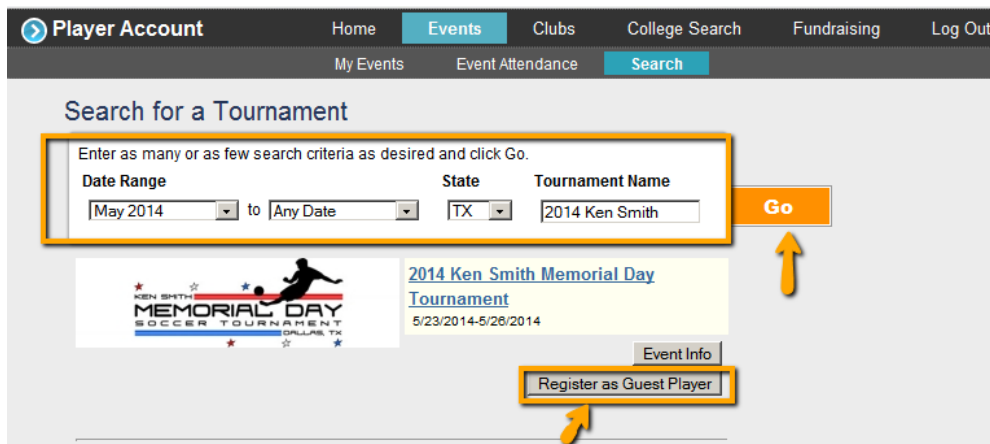 Player Account Home Events Clubs College Search Fundraising Log Out
My Events Event Attendance Search
Search for a Tournament
Enter as many or as few search criteria as desired and click Go.
Date Range State Tournament Name
May 2014 to Any Date TX 2014 Ken Smith Go
KEN SMITH
MEMORIAL DAY
SOCCER TOURNAMENT
DALLAS, TX
2014 Ken Smith Memorial Day
Tournament
5/23/2014-5/26/2014
Event Info
Register as Guest Player